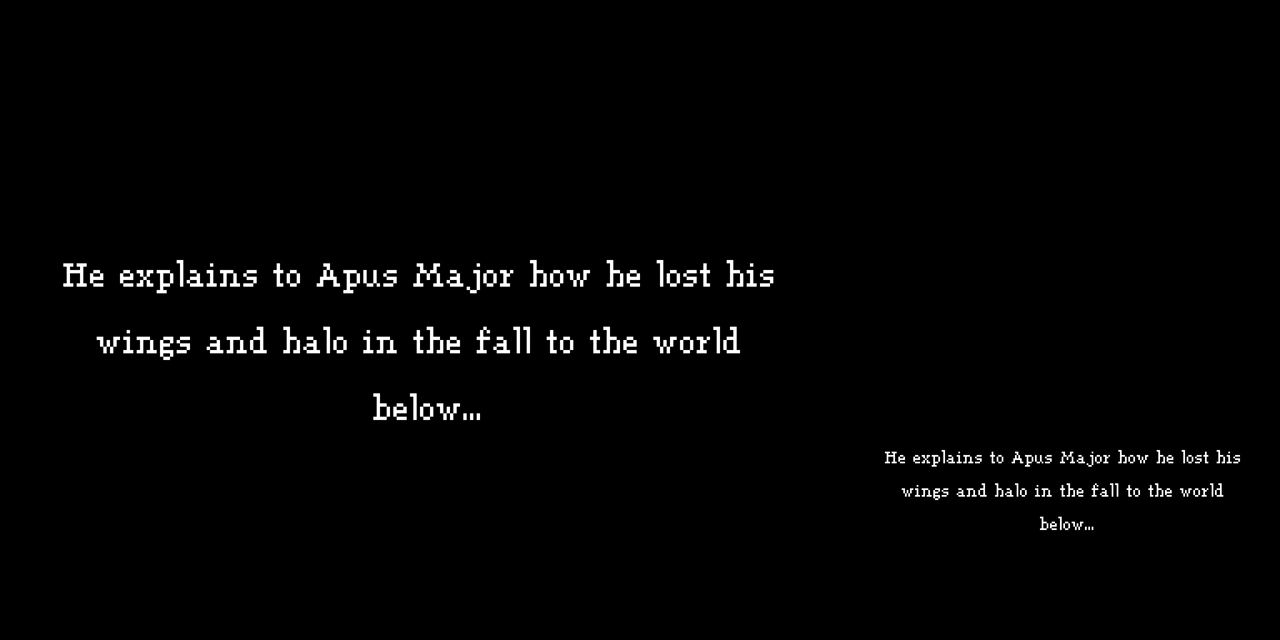 He explains to Apus Major how he lost his
wings and halo in the fall to the world
below...
He explains to Apus Major how he lost his
wings and halo in the fall to the world
below...